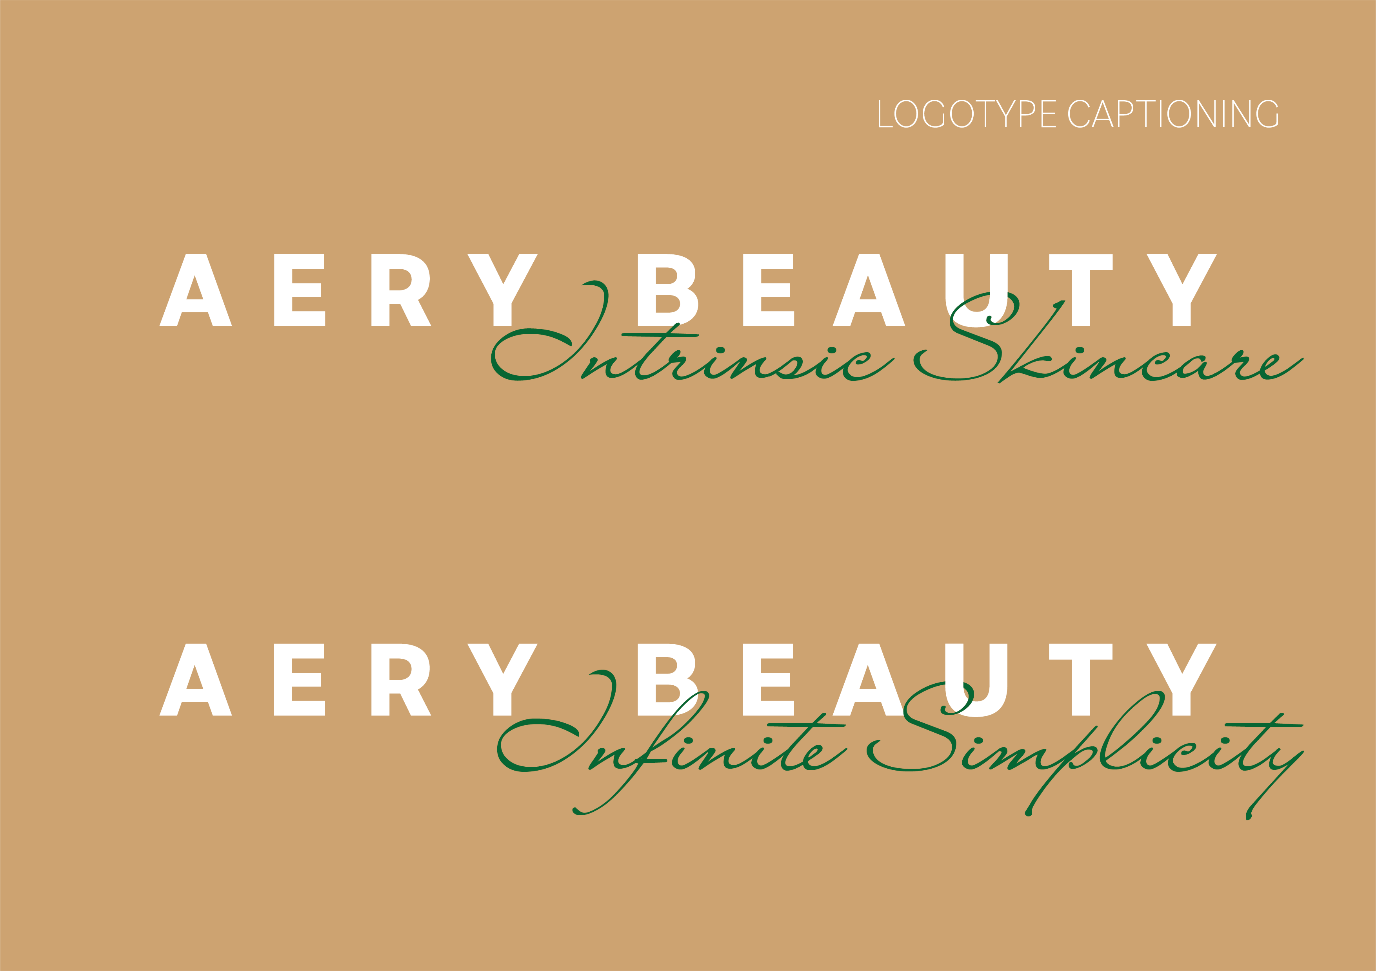 LOGOTYPE CAPTIONING
AERY BEAUTY
Intrinsic Skincare
AERY BEAUTY
Infinite Simplicity